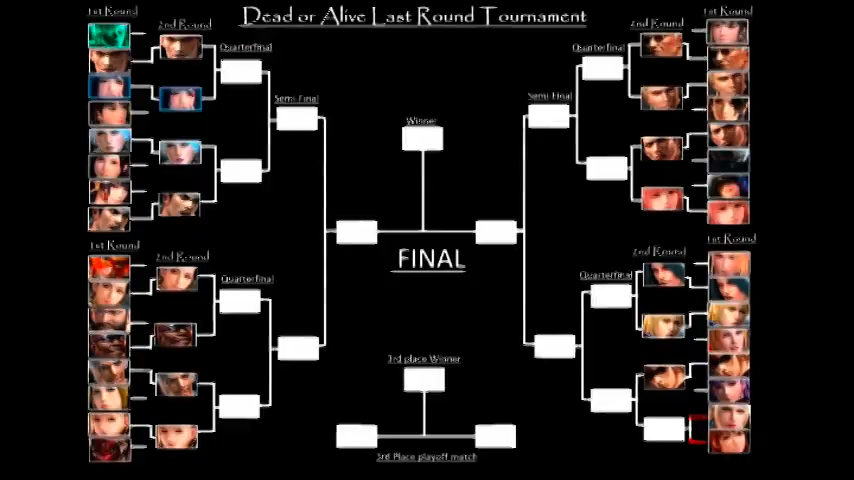 Dead or Alive Last Round Tournament
1st Round
2nd Round
Quarterfinal
Semi Final
Winner
Semi Final
Quarterfinal
2nd Round
1st Round
FINAL
1st Round
2nd Round
Quarterfinal
Quarterfinal
2nd Round
1st Round
3rd place Winner
3rd Place playoff match